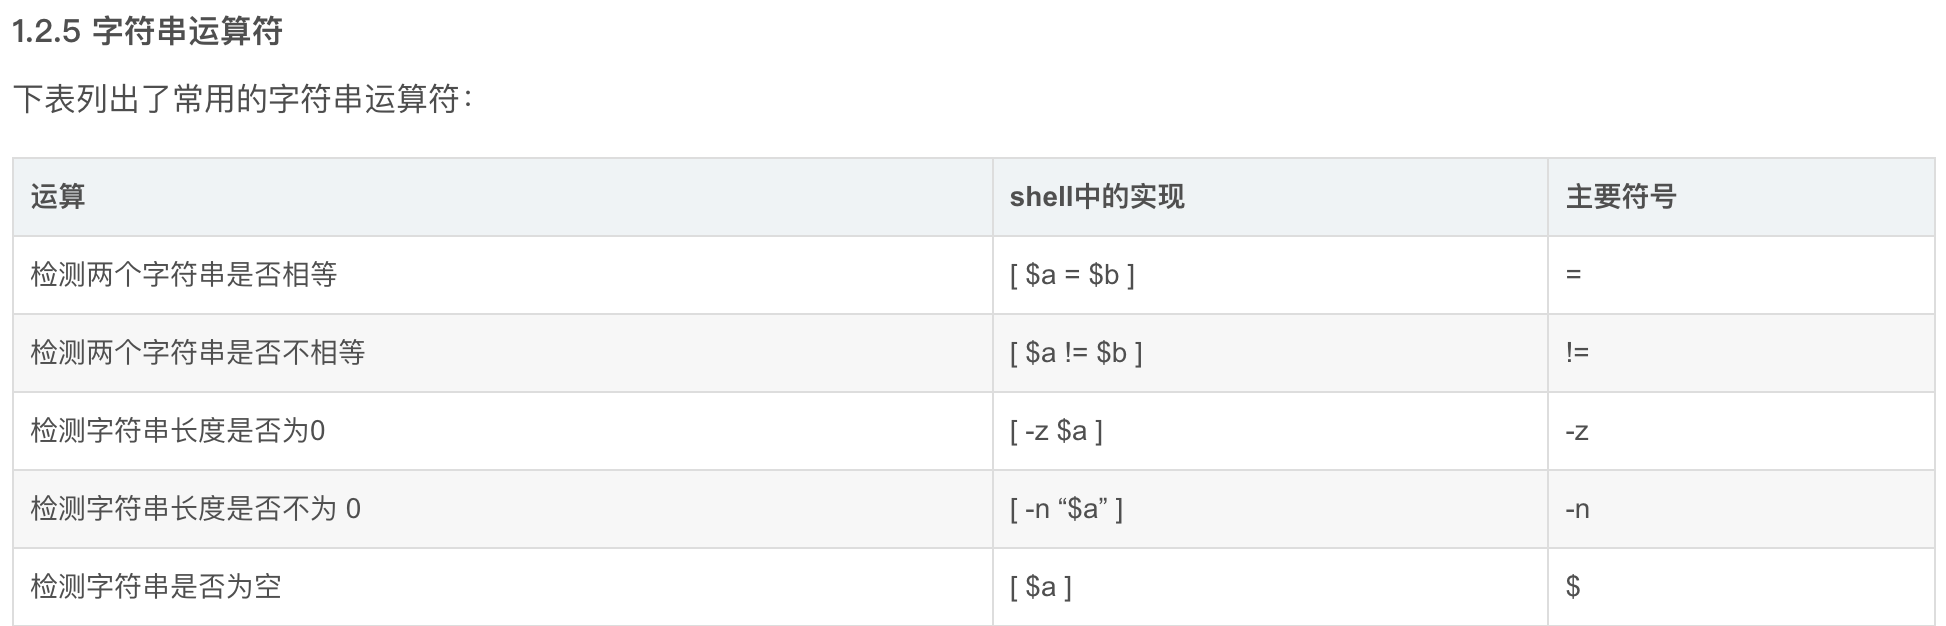 1.2.5 字符串运算符
下表列出了常用的字符串运算符：
运算 shell中的实现 主要符号
检测两个字符串是否相等 [ $a = $b ] =
检测两个字符串是否不相等 [ $a != $b ] !=
检测字符串长度是否为0 [ -z $a ] -z
检测字符串长度是否不为 0 [ -n “$a” ] -n
检测字符串是否为空 [ $a ] $